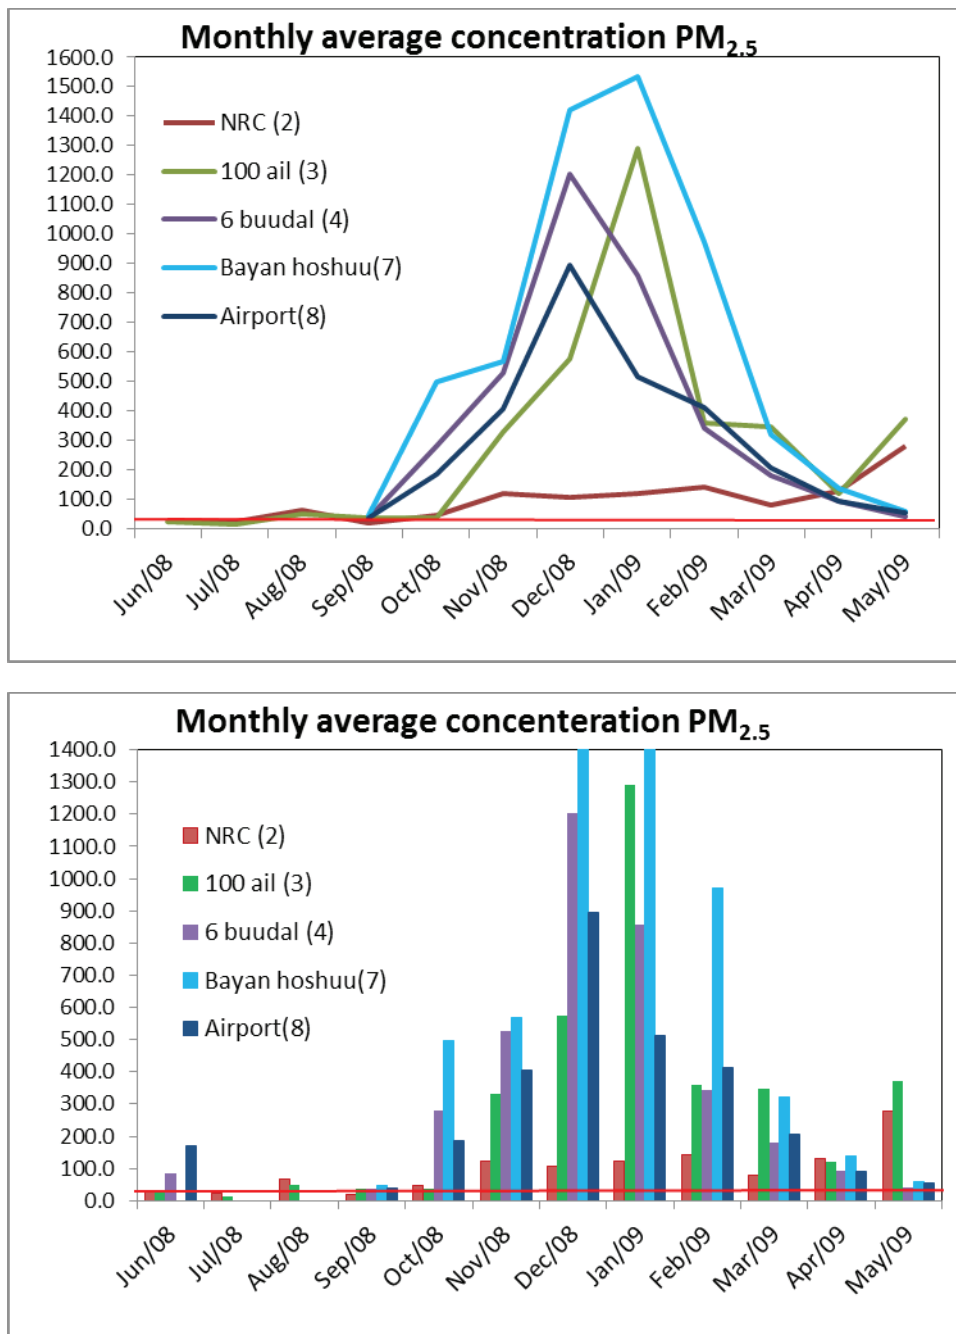 Monthly average concentration PM2.5
1600.0
1500.0
1400.0
1300.0
1200.0
1100.0
1000.0
900.0
800.0
700.0
600.0
500.0
400.0
300.0
200.0
100.0
0.0
NRC (2)
100 ail (3)
6 buudal (4)
Bayan hoshuu(7)
Airport(8)
Jun/08 Jul/08 Aug/08 Sep/08 Oct/08 Nov/08 Dec/08 Jan/09 Feb/09 Mar/09 Apr/09 May/09
Monthly average concenteration PM2.5
1400.0
1300.0
1200.0
1100.0
1000.0
900.0
800.0
700.0
600.0
500.0
400.0
300.0
200.0
100.0
0.0
NRC (2)
100 ail (3)
6 buudal (4)
Bayan hoshuu(7)
Airport(8)
Jun/08 Jul/08 Aug/08 Sep/08 Oct/08 Nov/08 Dec/08 Jan/09 Feb/09 Mar/09 Apr/09 May/09